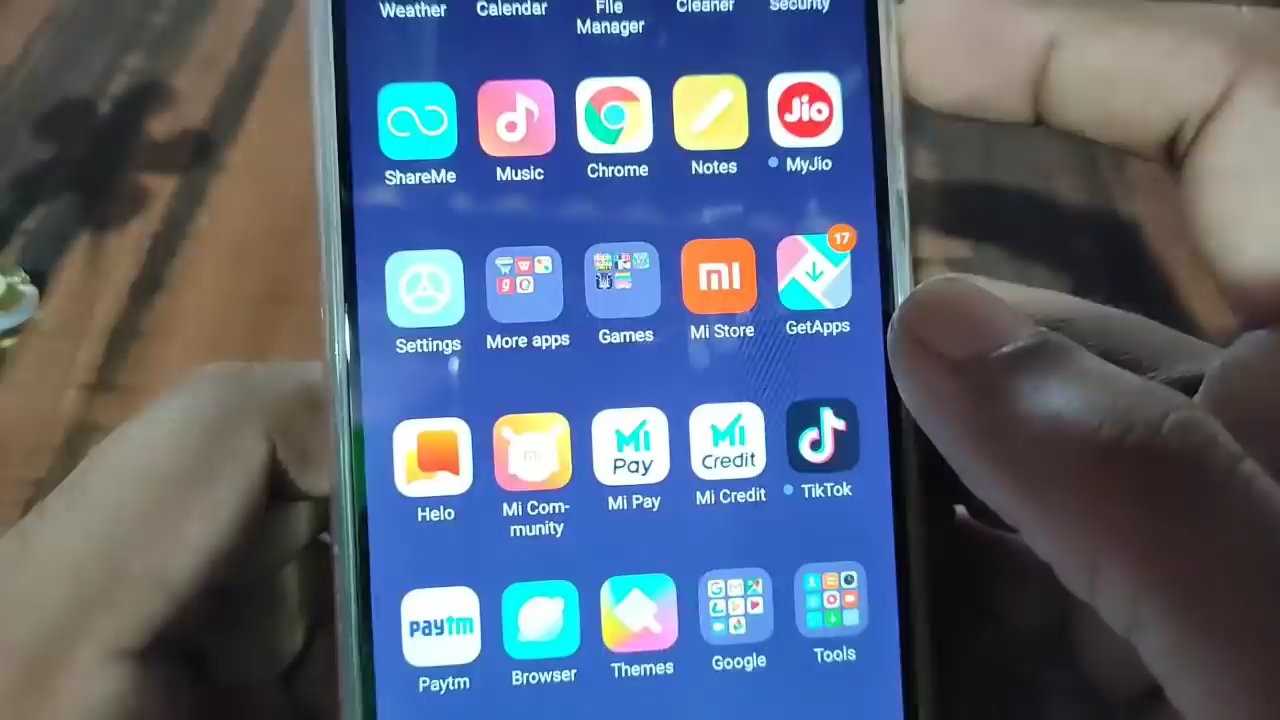 Weather Calendar File Cleaner Security
Manager
Jio
ShareMe Music Chrome Notes MyJio
17
mi
Settings More apps Games Mi Store GetApps
Mi Pay Mi Credit
mi
Helo Mi Com- Mi Pay Mi Credit TikTok
munity
paytm
Paytm Browser Themes Google Tools